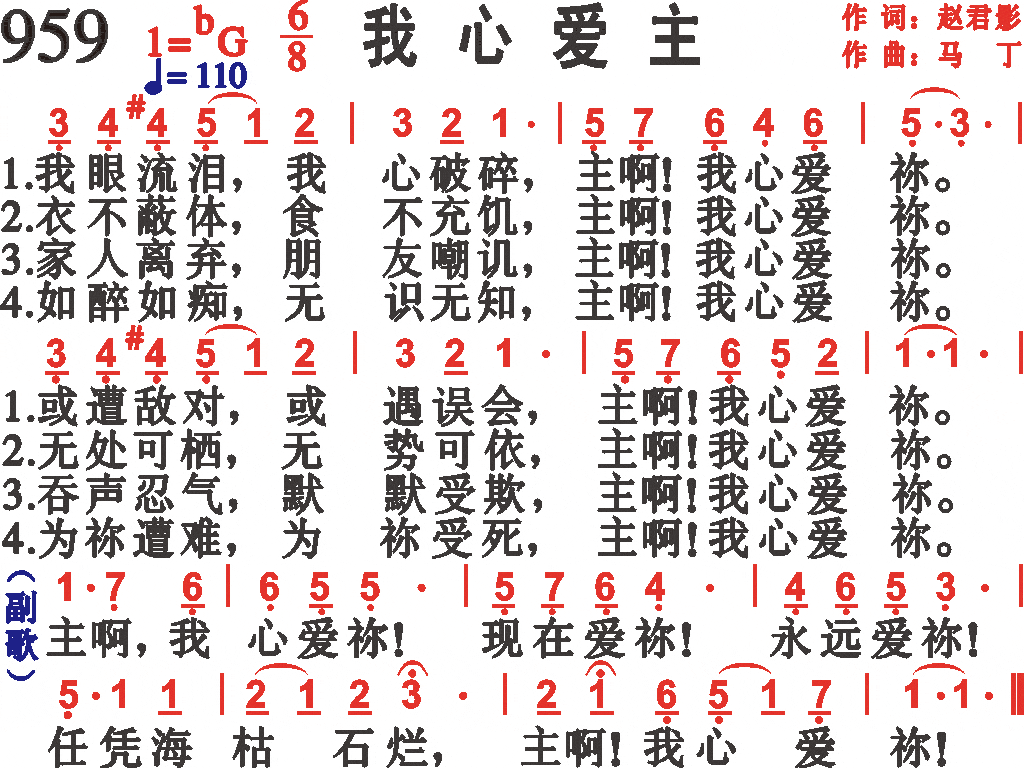 959 1=bG 6/8 我心爱主 作词：赵君影
♩=110 作曲：马 丁
3 4 #4 5 1 2 | 3 2 1 · | 5 7 6 4 6 | 5 · 3 · |
1.我眼流泪，我 心破碎，主啊！我心爱 祢。
2.衣不蔽体，食 不充饥，主啊！我心爱 祢。
3.家人离弃，朋 友嘲讥，主啊！我心爱 祢。
4.如醉如痴，无 识无知，主啊！我心爱 祢。
3 4 #4 5 1 2 | 3 2 1 · | 5 7 6 5 2 | 1 · 1 · |
1.或遭敌对，或 遇误会，主啊！我心爱 祢。
2.无处可栖，无 势可依，主啊！我心爱 祢。
3.吞声忍气，默 默受欺，主啊！我心爱 祢。
4.为祢遭难，为 祢受死，主啊！我心爱 祢。
1 · 7 6 | 6 5 5 · | 5 7 6 4 · | 4 6 5 3 · |
（副歌）主啊，我 心爱祢！ 现在爱祢！ 永远爱祢！
5 · 1 1 | 2 1 2 3 · | 2 1 6 5 1 7 | 1 · 1 · ‖
任凭海 枯 石烂， 主啊！我心 爱 祢！